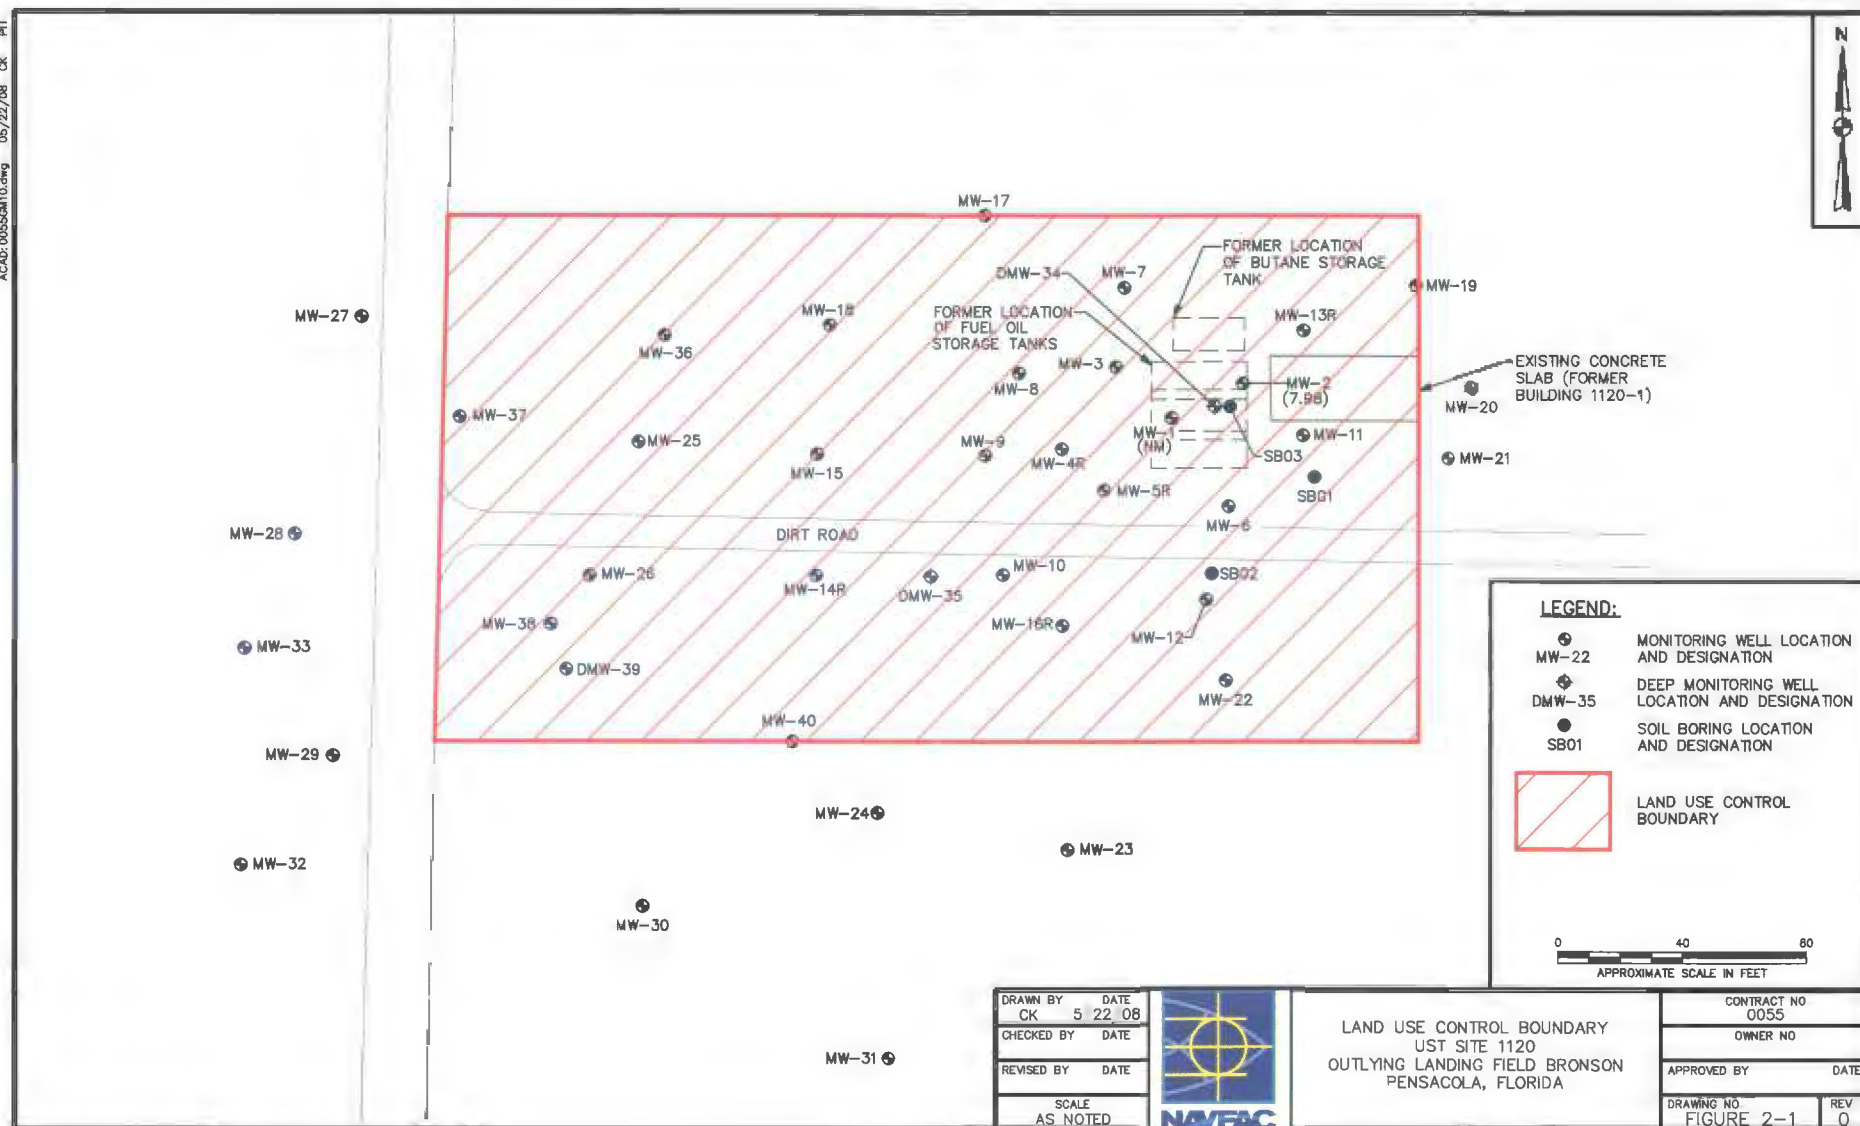 ACAD:0055GM10.dwg 05/22/08 CK PIT
N
MW-17
FORMER LOCATION
OF BUTANE STORAGE
TANK
DMW-34
MW-7
MW-19
MW-27
MW-18
FORMER LOCATION
OF FUEL OIL
STORAGE TANKS
MW-13R
MW-36
MW-3
EXISTING CONCRETE
SLAB (FORMER
BUILDING 1120-1)
MW-8
MW-2
(7.98)
MW-20
MW-37
MW-25
MW-1
(NM)
MW-11
MW-9
MW-4R
SB03
MW-21
MW-15
MW-5R
SB01
MW-6
MW-28
DIRT ROAD
MW-26
MW-14R
DMW-35
MW-10
SB02
MW-38
MW-16R
MW-12
MW-33
DMW-39
MW-22
MW-40
MW-29
MW-24
MW-23
MW-32
MW-30
MW-31
LEGEND:
MW-22
MONITORING WELL LOCATION
AND DESIGNATION
DMW-35
DEEP MONITORING WELL
LOCATION AND DESIGNATION
SB01
SOIL BORING LOCATION
AND DESIGNATION
LAND USE CONTROL
BOUNDARY
0 40 80
APPROXIMATE SCALE IN FEET
DRAWN BY DATE
CK 5 22 08
CHECKED BY DATE
REVISED BY DATE
SCALE
AS NOTED
NAVFAC
LAND USE CONTROL BOUNDARY
UST SITE 1120
OUTLYING LANDING FIELD BRONSON
PENSACOLA, FLORIDA
CONTRACT NO
0055
OWNER NO
APPROVED BY DATE
DRAWING NO
FIGURE 2-1
REV
0